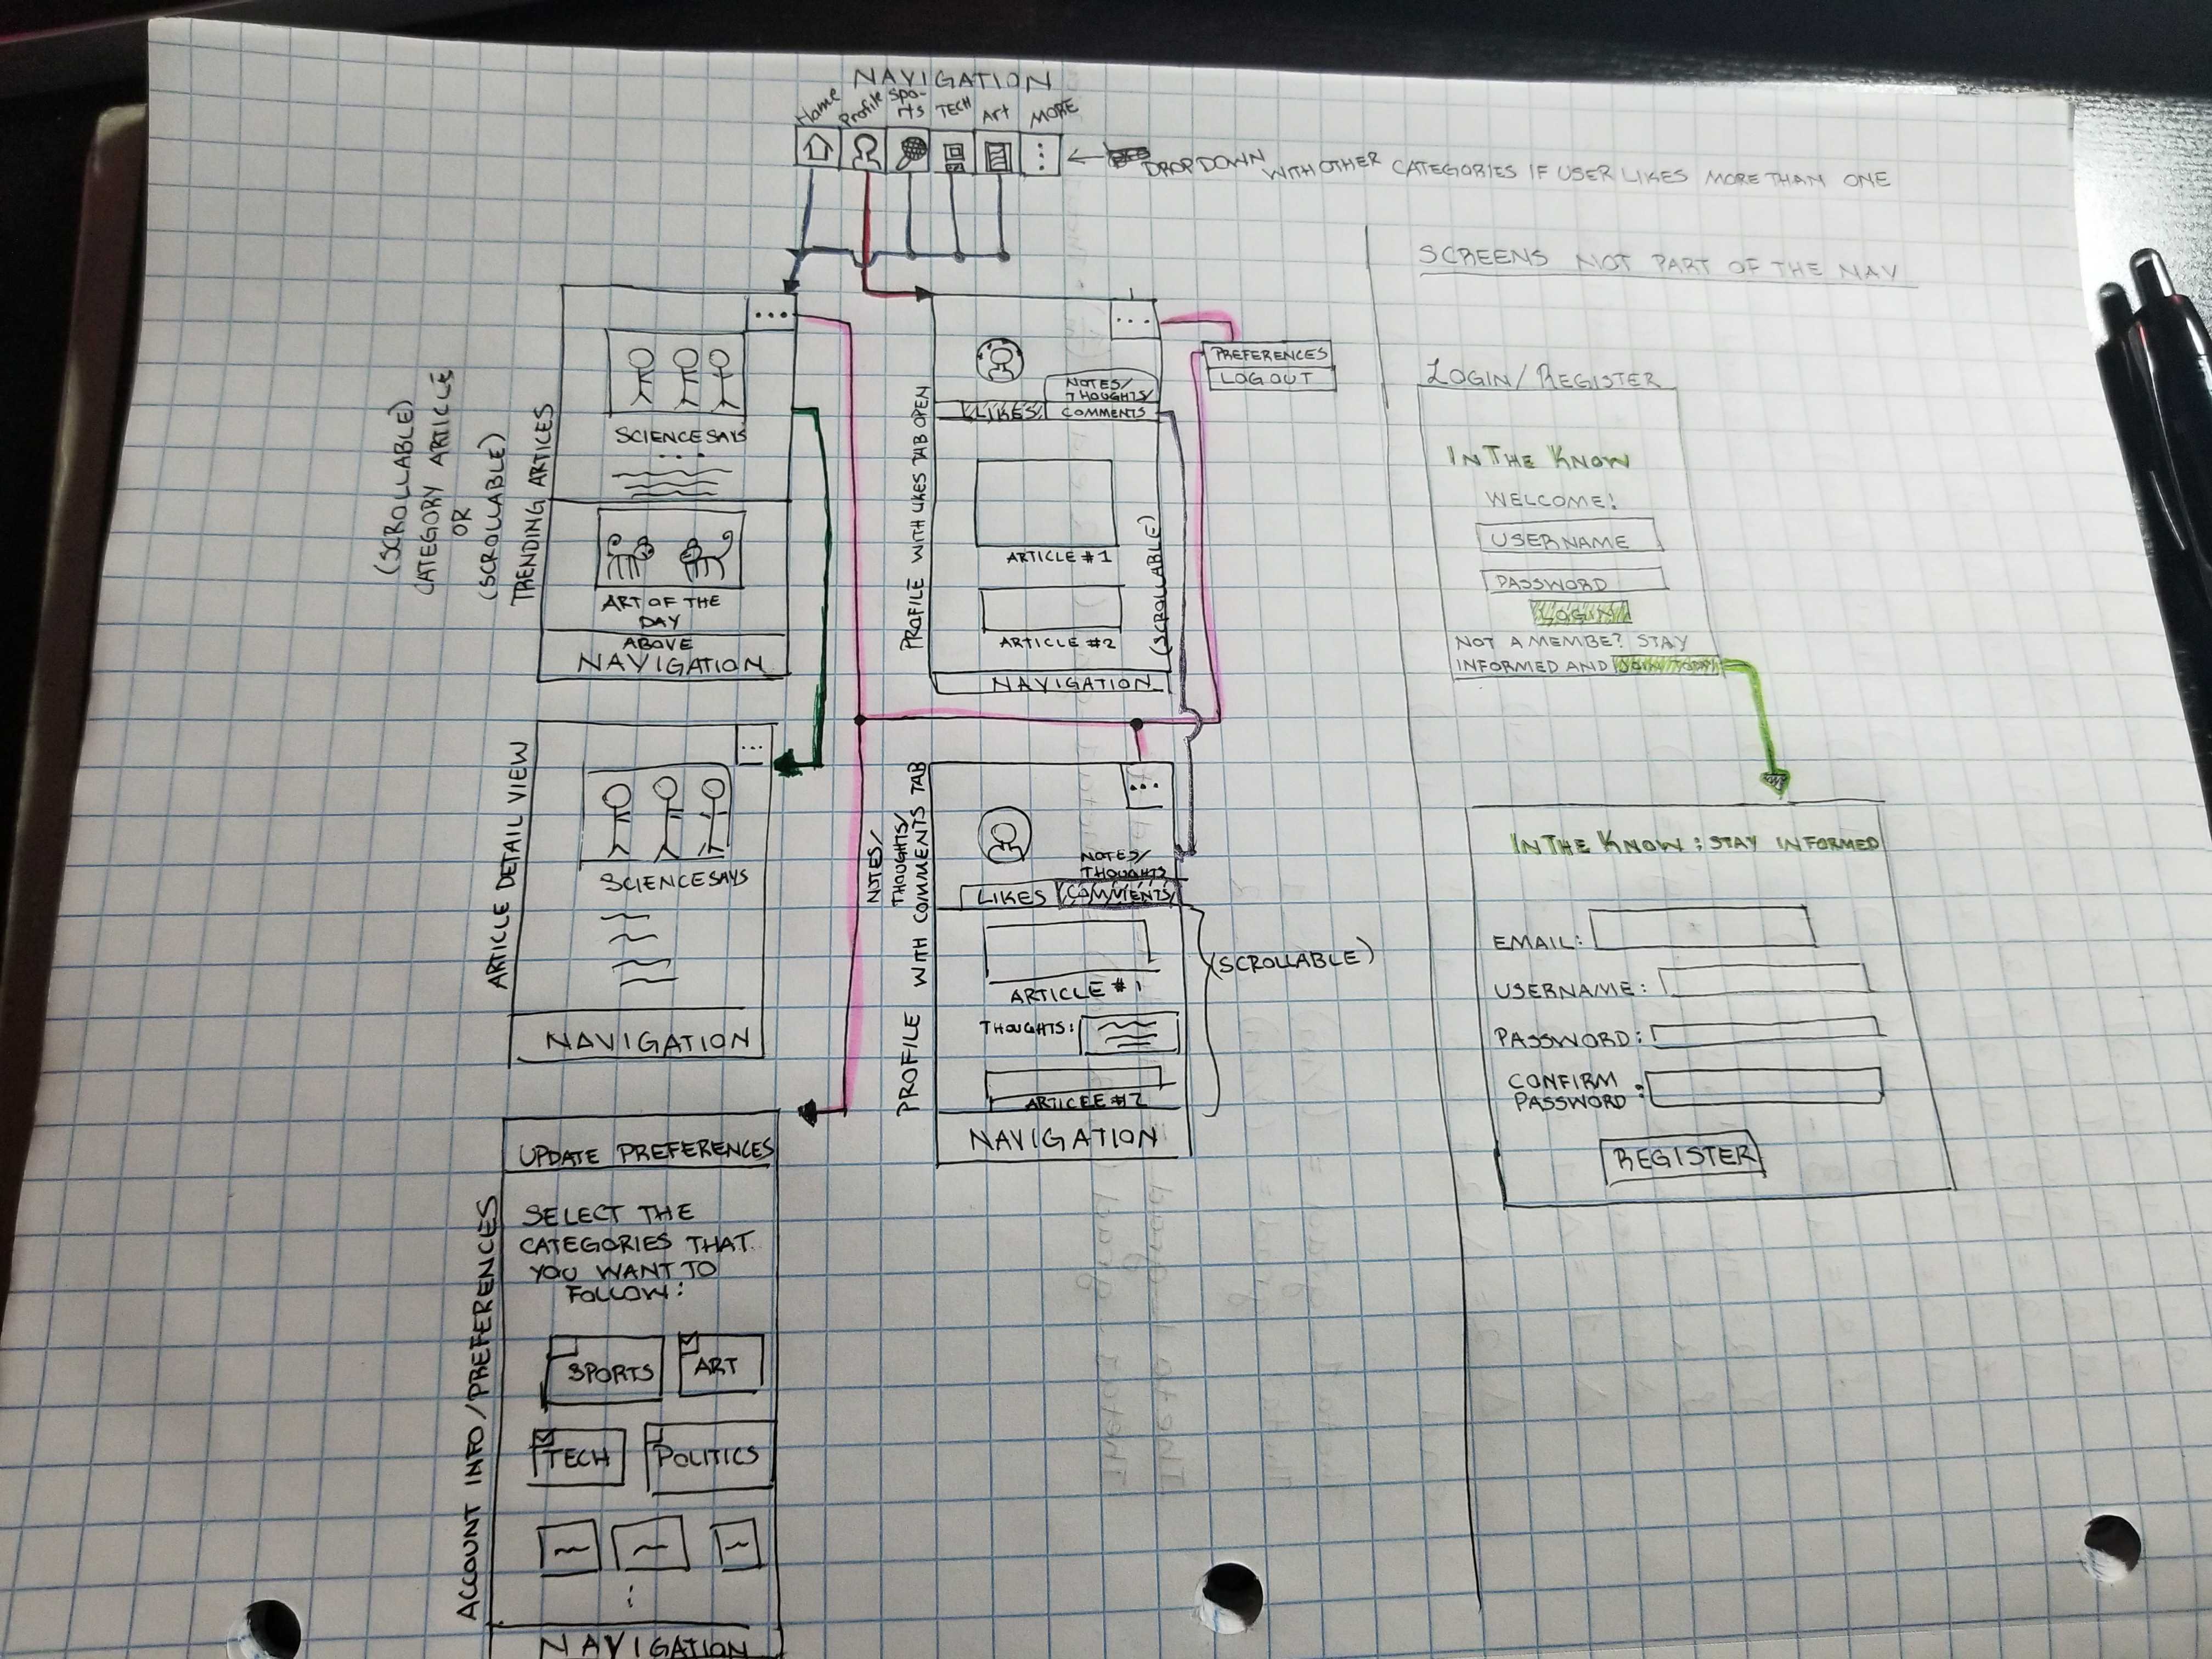 NAVIGATION
Home
Profile
Spo-
rts
TECH
Art
MORE
DROPDOWN WITH OTHER CATEGORIES IF USER LIKES MORE THAN ONE
SCREENS NOT PART OF THE NAV
(SCROLLABLE)
CATEGORY ARTICLE
OR
(SCROLLABLE)
TRENDING ARTICES
...
SCIENCE SAYS
...
ART OF THE
DAY
ABOVE
NAVIGATION
PROFILE WITH LIKES TAB OPEN
...
NOTES/
THOUGHTS/
LIKES
COMMENTS
ARTICLE #1
ARTICLE #2
(SCROLLABLE)
NAVIGATION
PREFERENCES
LOGOUT
LOGIN/REGISTER
IN THE KNOW
WELCOME!
USERNAME
PASSWORD
LOGIN
NOT A MEMBE? STAY
INFORMED AND JOIN TODAY
ARTICLE DETAIL VIEW
...
SCIENCE SAYS
NAVIGATION
NOTES/
THOUGHTS/
PROFILE WITH COMMENTS TAB
...
NOTES/
THOUGHTS
LIKES
COMMENTS
ARTICLE #1
THOUGHTS:
ARTICEE #2
(SCROLLABLE)
NAVIGATION
IN THE KNOW: STAY INFORMED
EMAIL:
USERNAME:
PASSWORD:
CONFIRM
PASSWORD:
REGISTER
ACCOUNT INFO/PREFERENCES
UPDATE PREFERENCES
SELECT THE
CATEGORIES THAT
YOU WANT TO
FOLLOW:
SPORTS
ART
TECH
POLITICS
NAVIGATION